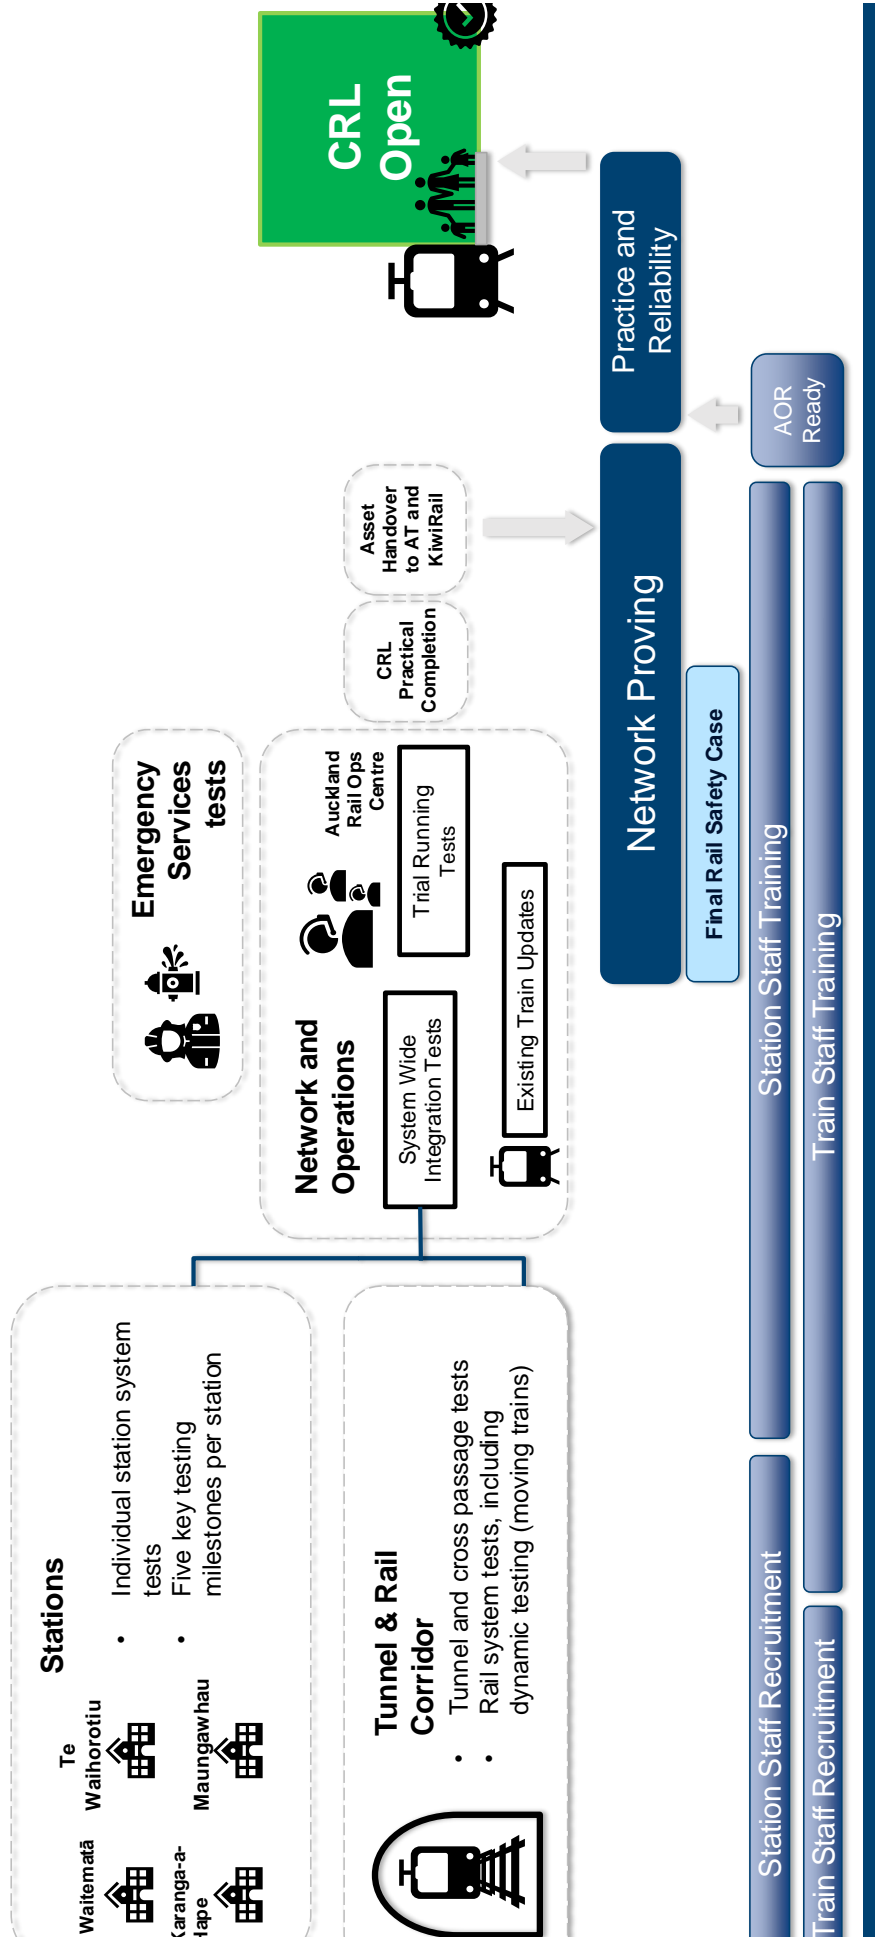 Stations
Waitematā
Te
Waihorotiu
Karanga-a-
Hape
Maungawhau
• Individual station system
tests
• Five key testing
milestones per station
Tunnel & Rail
Corridor
• Tunnel and cross passage tests
• Rail system tests, including
dynamic testing (moving trains)
Emergency
Services
tests
Network and
Operations
Auckland
Rail Ops
Centre
System Wide
Integration Tests
Trial Running
Tests
Existing Train Updates
CRL
Practical
Completion
Asset
Handover
to AT and
KiwiRail
CRL
Open
Network Proving
Practice and
Reliability
Final Rail Safety Case
Station Staff Recruitment
Station Staff Training
AOR
Ready
Train Staff Recruitment
Train Staff Training